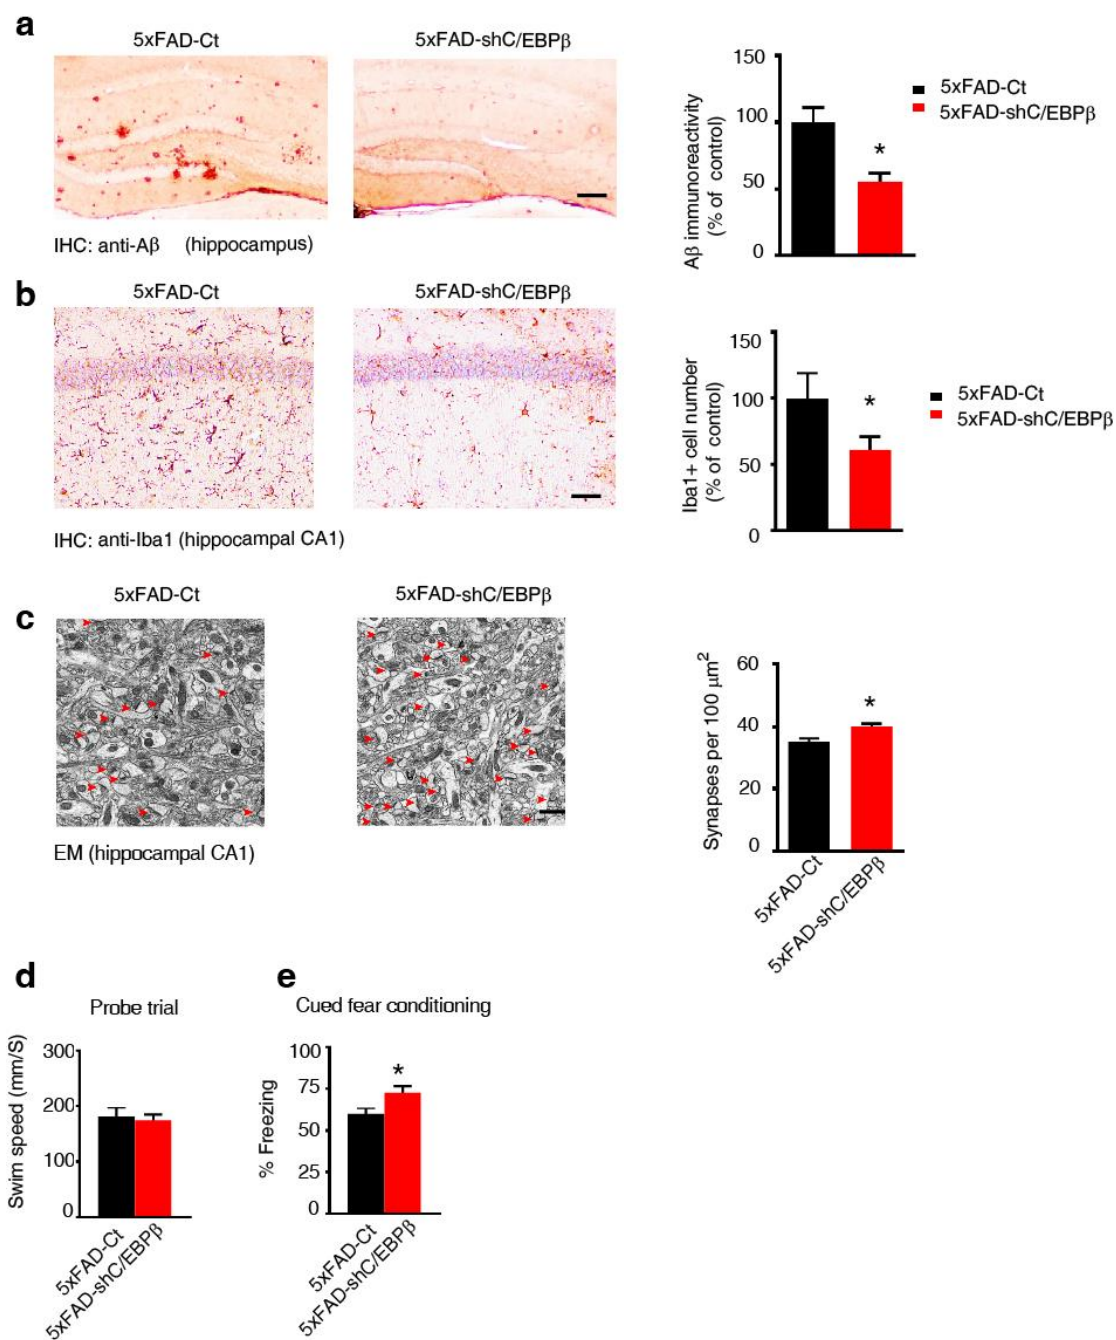 a
5xFAD-Ct
5xFAD-shC/EBPβ
IHC: anti-Aβ (hippocampus)
Aβ immunoreactivity
(% of control)
150
100
50
0
*
5xFAD-Ct
5xFAD-shC/EBPβ
b
5xFAD-Ct
5xFAD-shC/EBPβ
IHC: anti-Iba1 (hippocampal CA1)
Iba1+ cell number
(% of control)
150
100
50
0
*
5xFAD-Ct
5xFAD-shC/EBPβ
c
5xFAD-Ct
5xFAD-shC/EBPβ
EM (hippocampal CA1)
Synapses per 100 μm²
60
40
20
0
*
5xFAD-Ct
5xFAD-shC/EBPβ
d
Probe trial
Swim speed (mm/S)
300
200
100
0
5xFAD-Ct
5xFAD-shC/EBPβ
e
Cued fear conditioning
% Freezing
100
75
50
25
0
*
5xFAD-Ct
5xFAD-shC/EBPβ